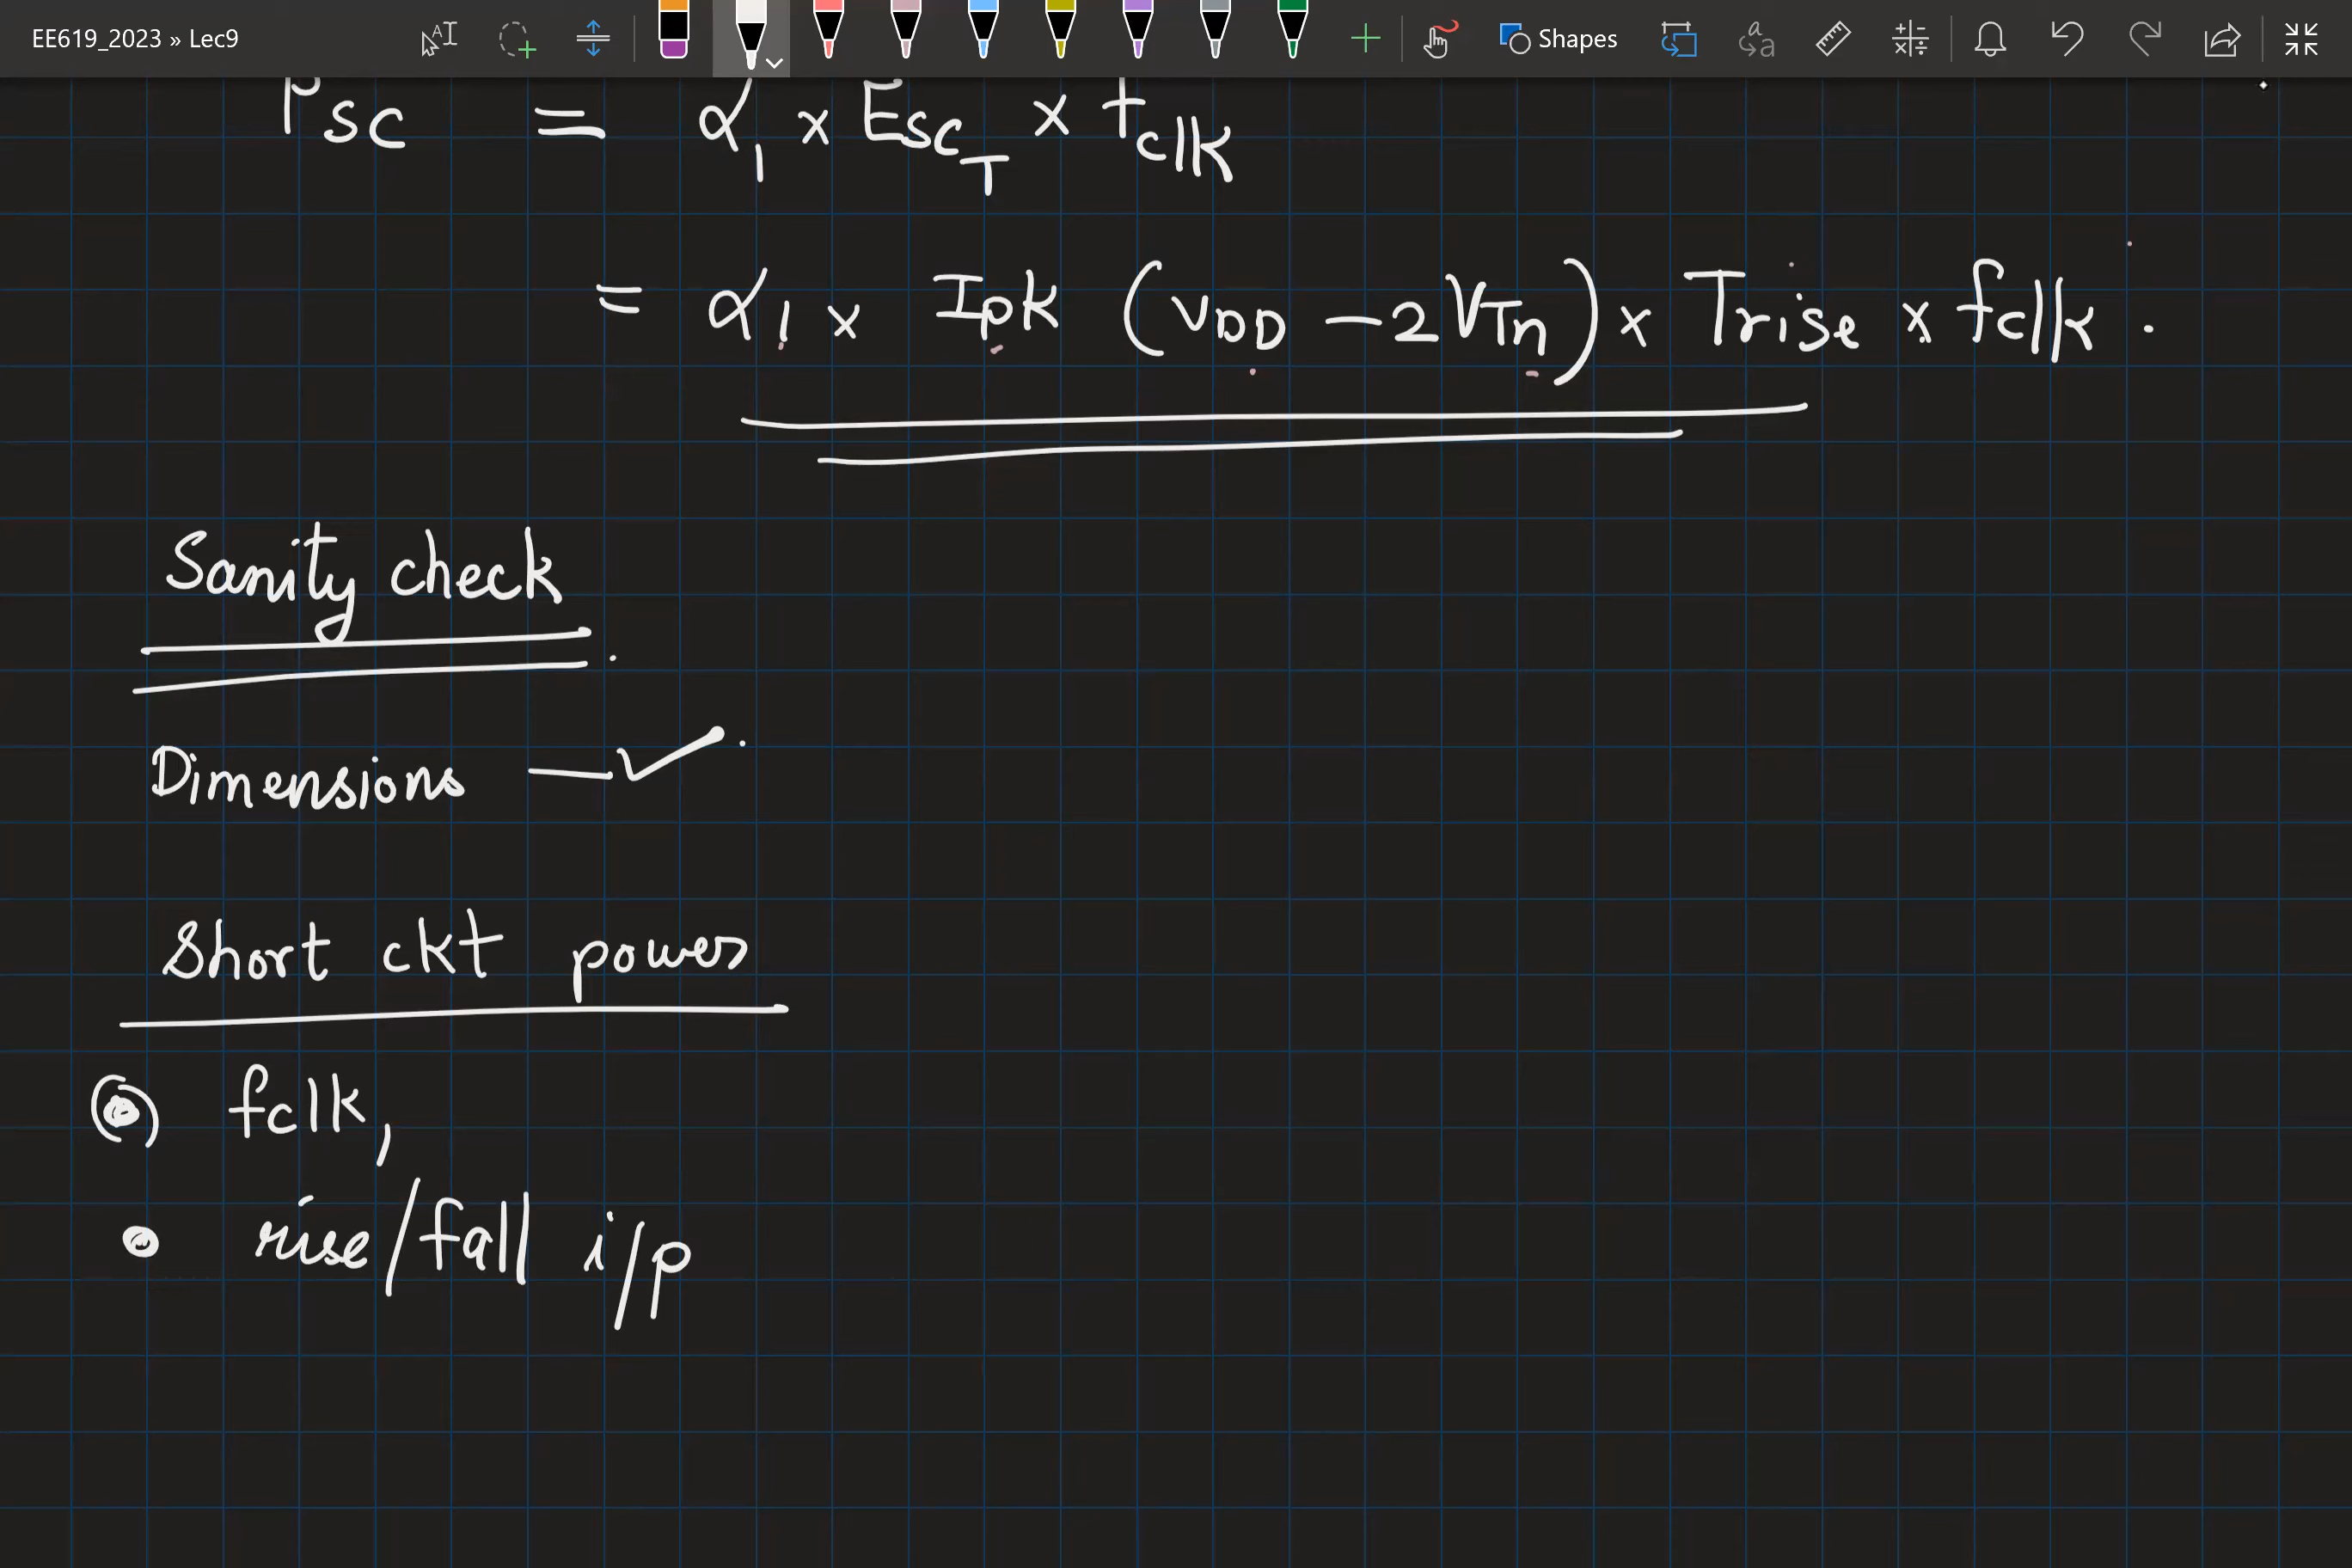 EE619_2023 » Lec9
Shapes
PSC = α1 x ESCT x fclk
= α1 x Ipk (VDD - 2VTn) x Trise x fclk .
Sanity check
Dimensions — ✓.
Short ckt power
fclk,
rise/fall i/p